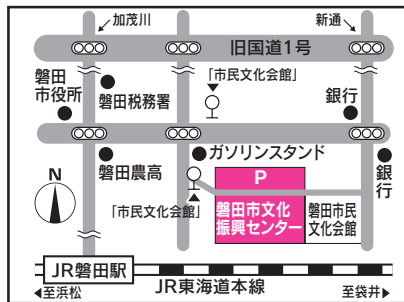 加茂川
新通
旧国道1号
磐田
市役所
磐田税務署
「市民文化会館」
銀行
ガソリンスタンド
磐田農高
N
P
「市民文化会館」
磐田市文化
振興センター
磐田市民
文化会館
銀行
JR磐田駅
JR東海道本線
至浜松
至袋井